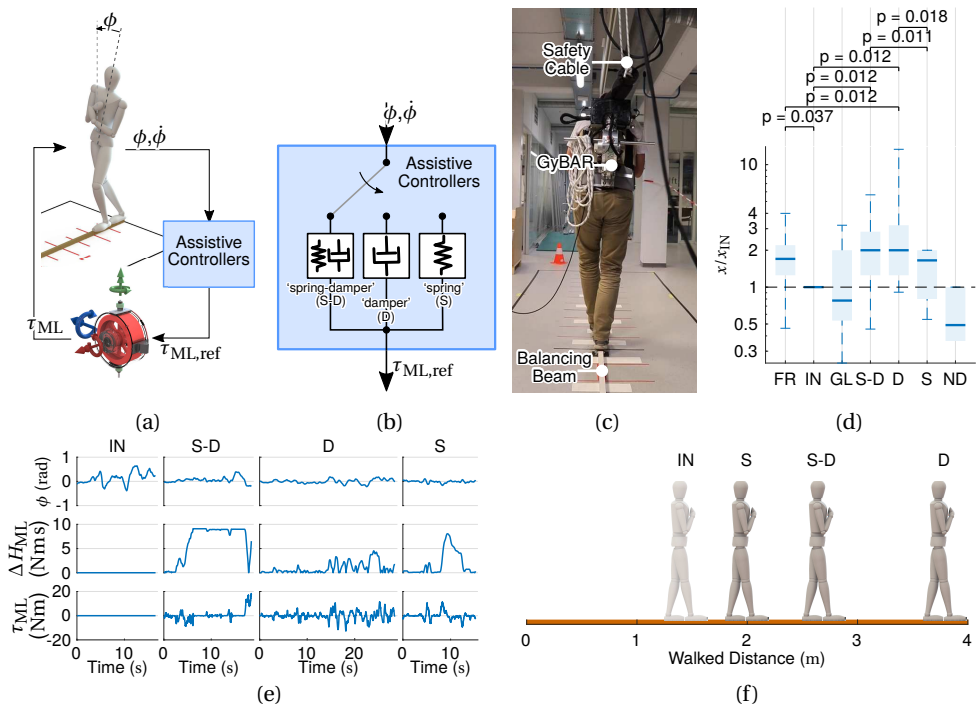 ϕ
ϕ,ϕ̇
Assistive
Controllers
τML
τML,ref
(a)
ϕ,ϕ̇
Assistive
Controllers
'spring-damper'
(S-D)
'damper'
(D)
'spring'
(S)
τML,ref
(b)
Safety
Cable
GyBAR
Balancing
Beam
(c)
p = 0.018
p = 0.011
p = 0.012
p = 0.012
p = 0.012
p = 0.037
x/xIN
10
4
3
2
1
0.5
0.3
FR IN GL S-D D S ND
(d)
IN S-D D S
ϕ (rad)
1
0
-1
ΔHML
(Nms)
10
5
0
τML
(Nm)
20
0
-20
0 10 0 10 0 10 20 0 10
Time (s) Time (s) Time (s) Time (s)
(e)
IN S S-D D
0 1 2 3 4
Walked Distance (m)
(f)